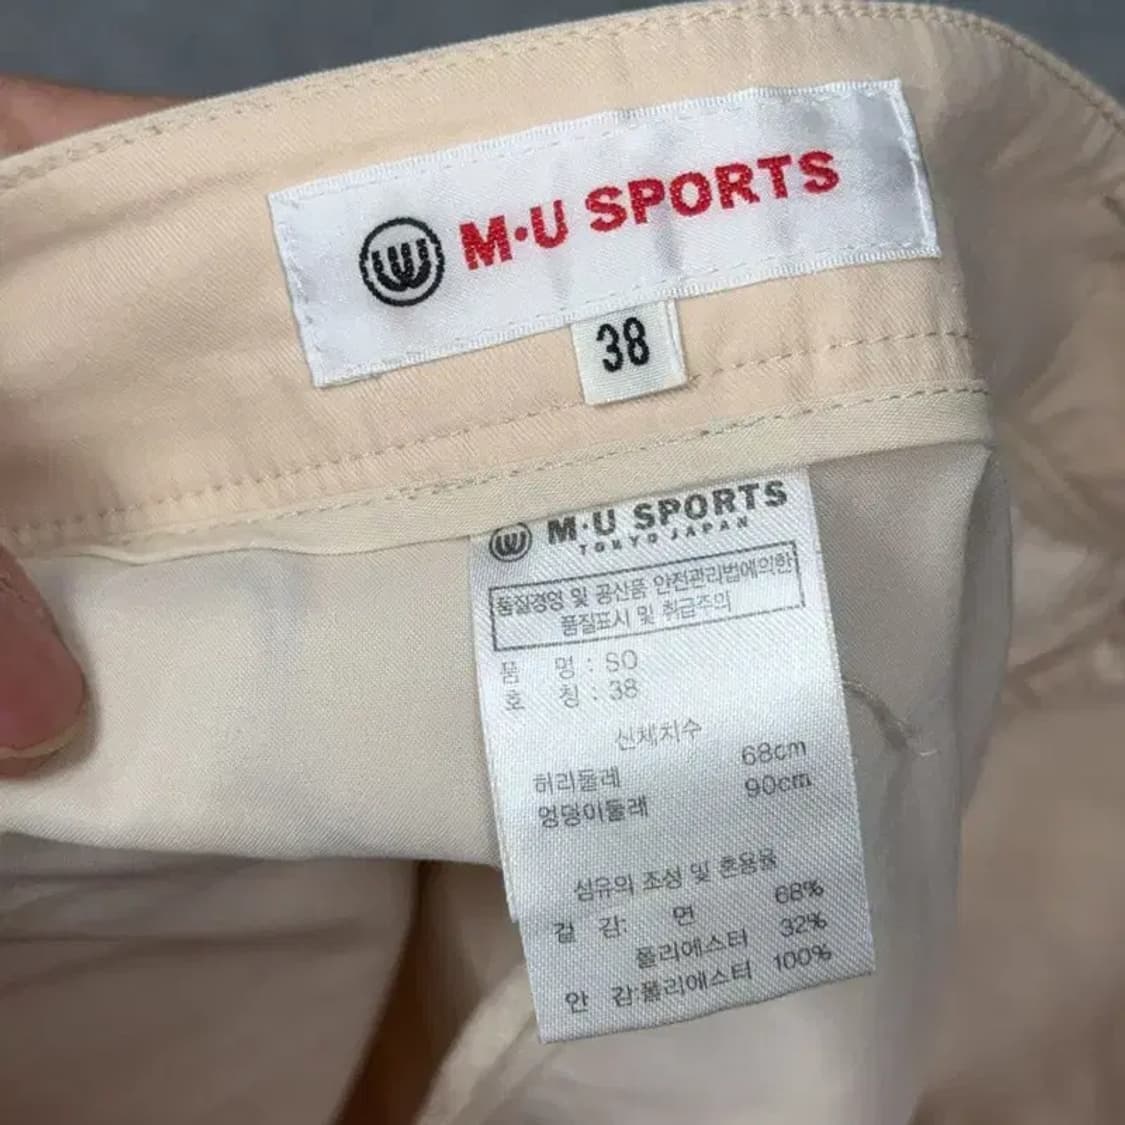 M·U SPORTS
38
M·U SPORTS
TOKYO JAPAN
품질경영 및 공산품 안전관리법에의한
품질표시 및 취급주의
품 명 : SO
호 칭 : 38
신체치수
허리둘레 68cm
엉덩이둘레 90cm
섬유의 조성 및 혼용율
겉 감: 면 68%
폴리에스터 32%
안 감:폴리에스터 100%